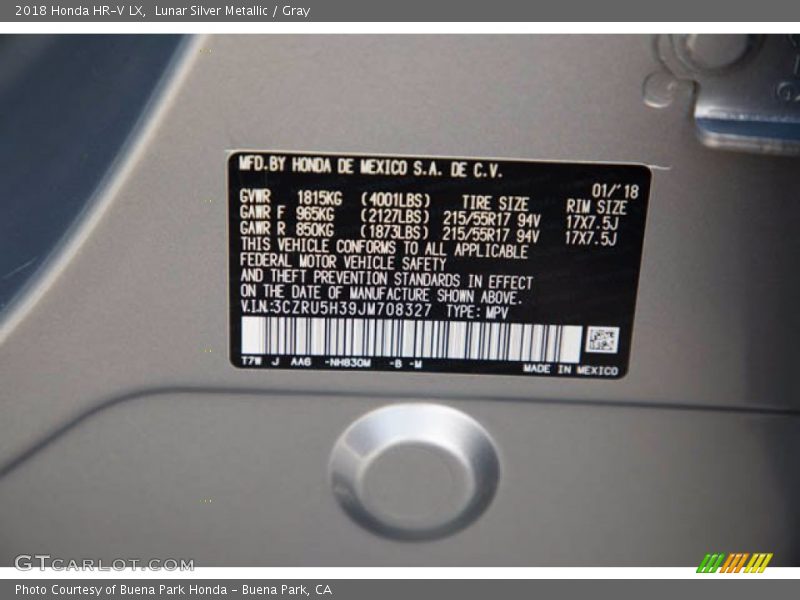 2018 Honda HR-V LX,  Lunar Silver Metallic / Gray
MFD.BY HONDA DE MEXICO S.A. DE C.V.
01/'18
GVWR 1815KG (4001LBS) TIRE SIZE RIM SIZE
GAWR F 965KG (2127LBS) 215/55R17 94V 17X7.5J
GAWR R 850KG (1873LBS) 215/55R17 94V 17X7.5J
THIS VEHICLE CONFORMS TO ALL APPLICABLE
FEDERAL MOTOR VEHICLE SAFETY
AND THEFT PREVENTION STANDARDS IN EFFECT
ON THE DATE OF MANUFACTURE SHOWN ABOVE.
V.I.N.:3CZRU5H39JM708327 TYPE: MPV
T7W J AA6 -NH830M -B -M
MADE IN MEXICO
GTCARLOT.COM
Photo Courtesy of Buena Park Honda - Buena Park, CA